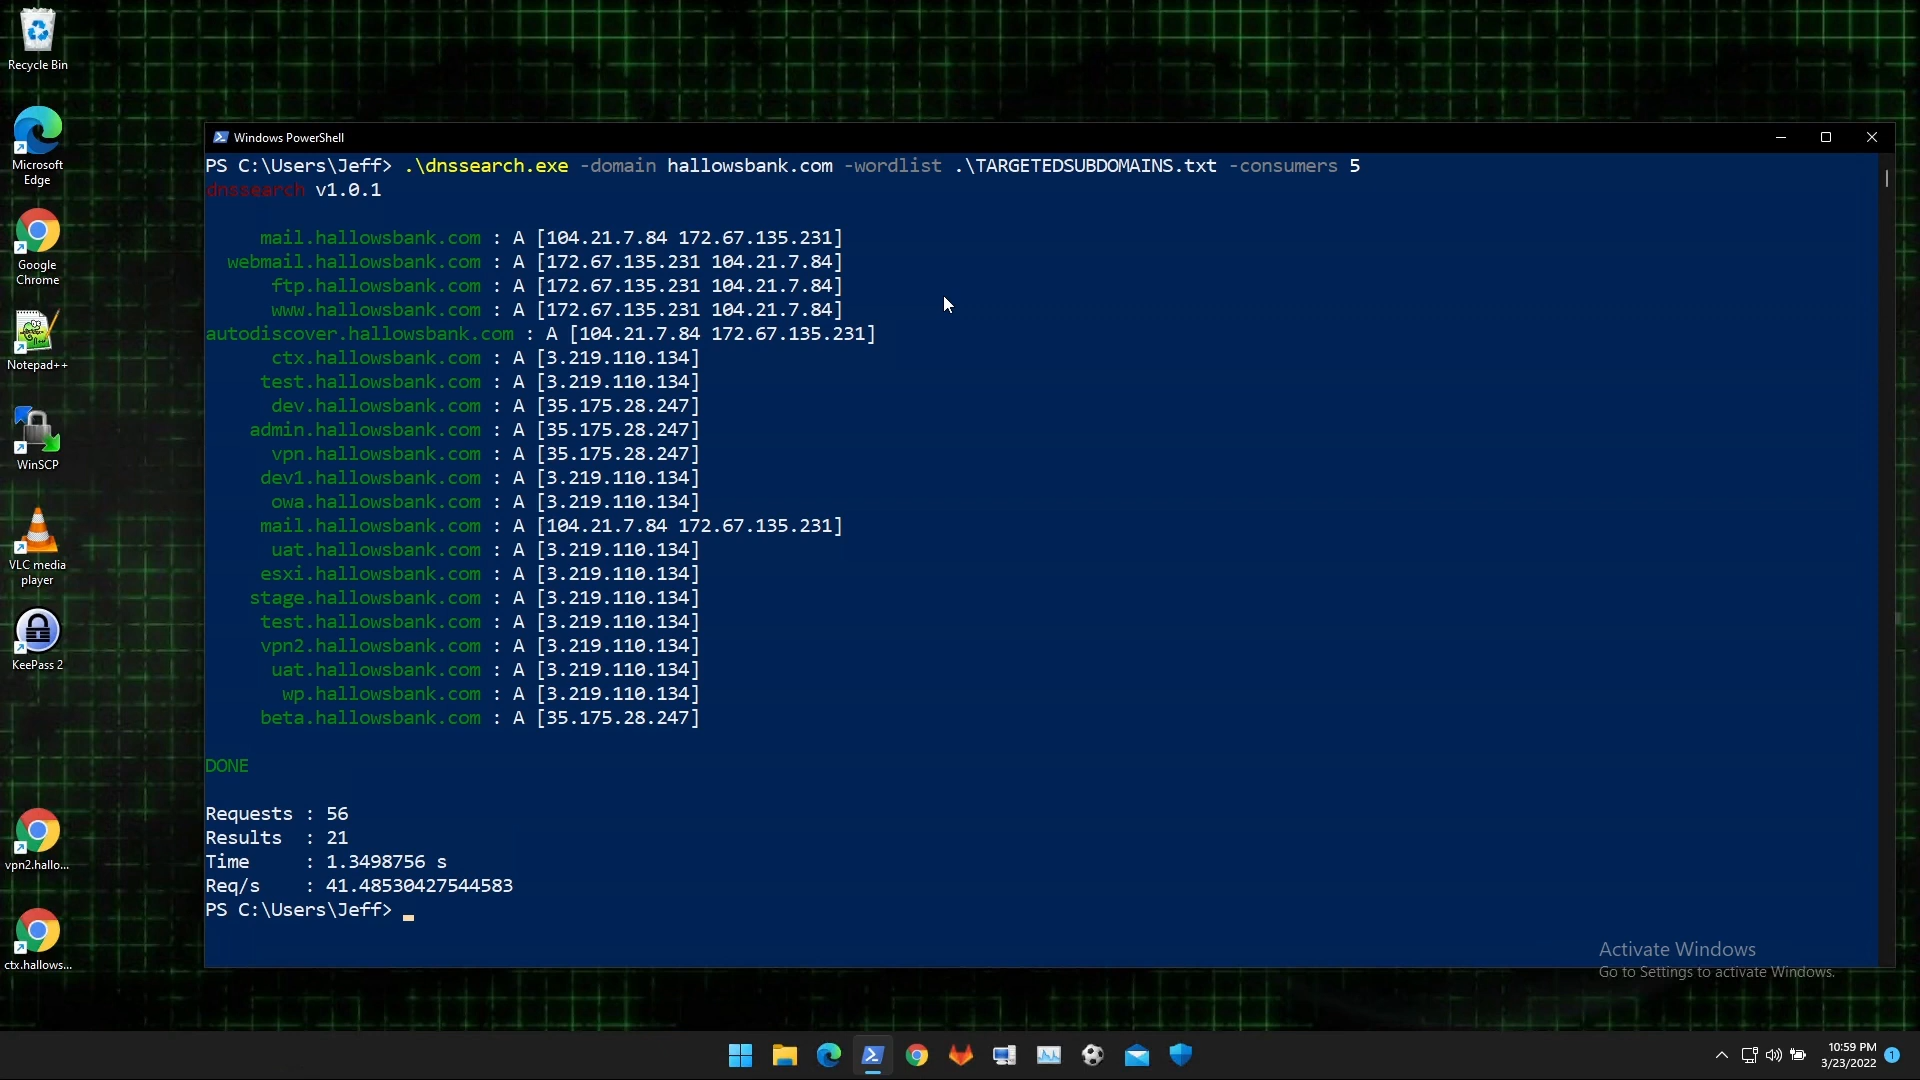 Recycle Bin
Microsoft
Edge
Google
Chrome
Notepad++
WinSCP
VLC media
player
KeePass 2
vpn2.hallo...
ctx.hallows...
Windows PowerShell
PS C:\Users\Jeff> .\dnssearch.exe -domain hallowsbank.com -wordlist .\TARGETEDSUBDOMAINS.txt -consumers 5
dnssearch v1.0.1
mail.hallowsbank.com : A [104.21.7.84 172.67.135.231]
webmail.hallowsbank.com : A [172.67.135.231 104.21.7.84]
ftp.hallowsbank.com : A [172.67.135.231 104.21.7.84]
www.hallowsbank.com : A [172.67.135.231 104.21.7.84]
autodiscover.hallowsbank.com : A [104.21.7.84 172.67.135.231]
ctx.hallowsbank.com : A [3.219.110.134]
test.hallowsbank.com : A [3.219.110.134]
dev.hallowsbank.com : A [35.175.28.247]
admin.hallowsbank.com : A [35.175.28.247]
vpn.hallowsbank.com : A [35.175.28.247]
dev1.hallowsbank.com : A [3.219.110.134]
owa.hallowsbank.com : A [3.219.110.134]
mail.hallowsbank.com : A [104.21.7.84 172.67.135.231]
uat.hallowsbank.com : A [3.219.110.134]
esxi.hallowsbank.com : A [3.219.110.134]
stage.hallowsbank.com : A [3.219.110.134]
test.hallowsbank.com : A [3.219.110.134]
vpn2.hallowsbank.com : A [3.219.110.134]
uat.hallowsbank.com : A [3.219.110.134]
wp.hallowsbank.com : A [3.219.110.134]
beta.hallowsbank.com : A [35.175.28.247]
DONE
Requests : 56
Results : 21
Time : 1.3498756 s
Req/s : 41.48530427544583
PS C:\Users\Jeff>
Activate Windows
Go to Settings to activate Windows.
10:59 PM
3/23/2022
1